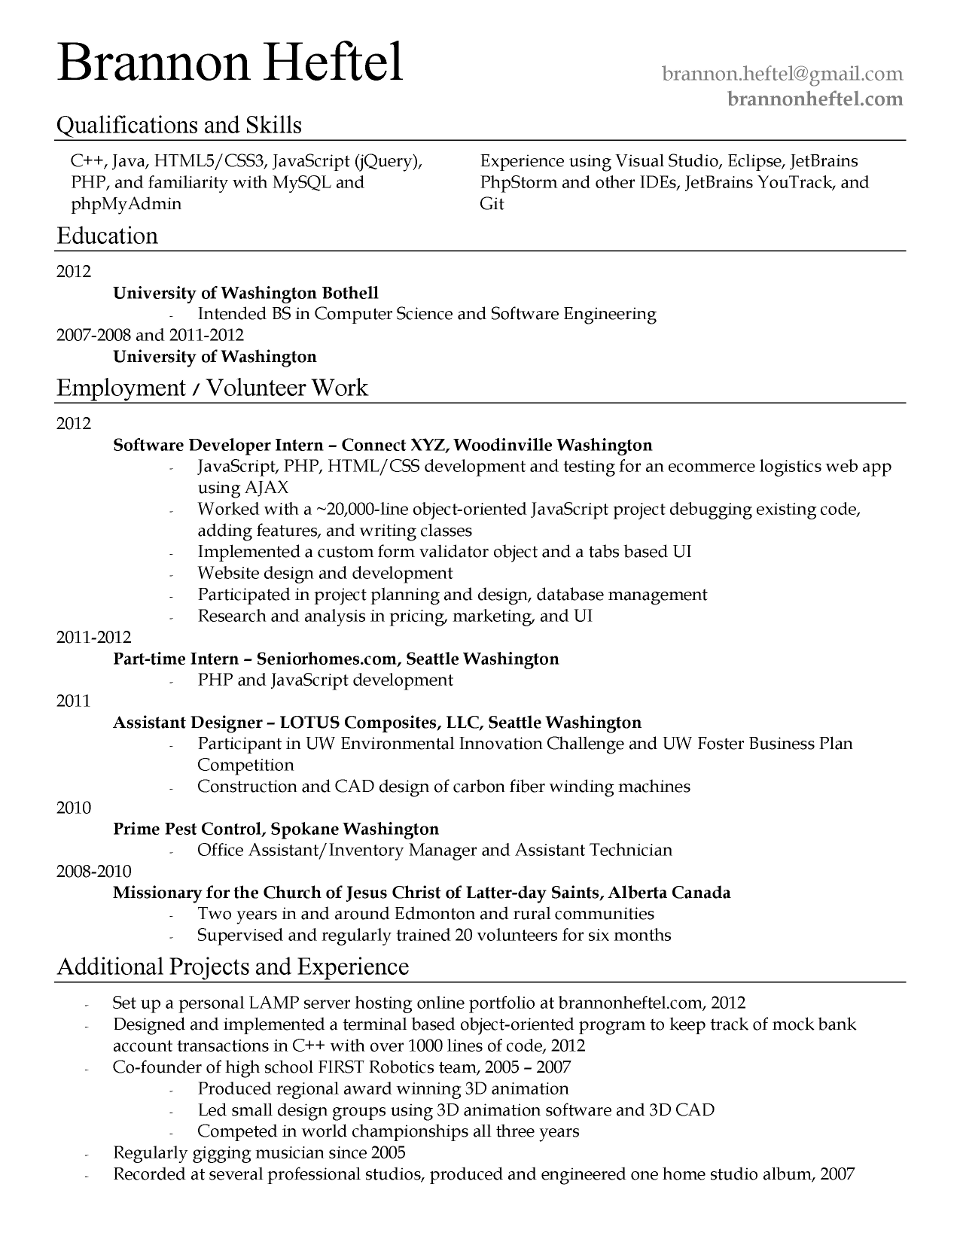 Brannon Heftel
brannon.heftel@gmail.com
brannonheftel.com
Qualifications and Skills
C++, Java, HTML5/CSS3, JavaScript (jQuery),
PHP, and familiarity with MySQL and
phpMyAdmin
Experience using Visual Studio, Eclipse, JetBrains
PhpStorm and other IDEs, JetBrains YouTrack, and
Git
Education
2012
University of Washington Bothell
- Intended BS in Computer Science and Software Engineering
2007-2008 and 2011-2012
University of Washington
Employment / Volunteer Work
2012
Software Developer Intern – Connect XYZ, Woodinville Washington
- JavaScript, PHP, HTML/CSS development and testing for an ecommerce logistics web app
using AJAX
- Worked with a ~20,000-line object-oriented JavaScript project debugging existing code,
adding features, and writing classes
- Implemented a custom form validator object and a tabs based UI
- Website design and development
- Participated in project planning and design, database management
- Research and analysis in pricing, marketing, and UI
2011-2012
Part-time Intern – Seniorhomes.com, Seattle Washington
- PHP and JavaScript development
2011
Assistant Designer – LOTUS Composites, LLC, Seattle Washington
- Participant in UW Environmental Innovation Challenge and UW Foster Business Plan
Competition
- Construction and CAD design of carbon fiber winding machines
2010
Prime Pest Control, Spokane Washington
- Office Assistant/Inventory Manager and Assistant Technician
2008-2010
Missionary for the Church of Jesus Christ of Latter-day Saints, Alberta Canada
- Two years in and around Edmonton and rural communities
- Supervised and regularly trained 20 volunteers for six months
Additional Projects and Experience
- Set up a personal LAMP server hosting online portfolio at brannonheftel.com, 2012
- Designed and implemented a terminal based object-oriented program to keep track of mock bank
account transactions in C++ with over 1000 lines of code, 2012
- Co-founder of high school FIRST Robotics team, 2005 – 2007
- Produced regional award winning 3D animation
- Led small design groups using 3D animation software and 3D CAD
- Competed in world championships all three years
- Regularly gigging musician since 2005
- Recorded at several professional studios, produced and engineered one home studio album, 2007